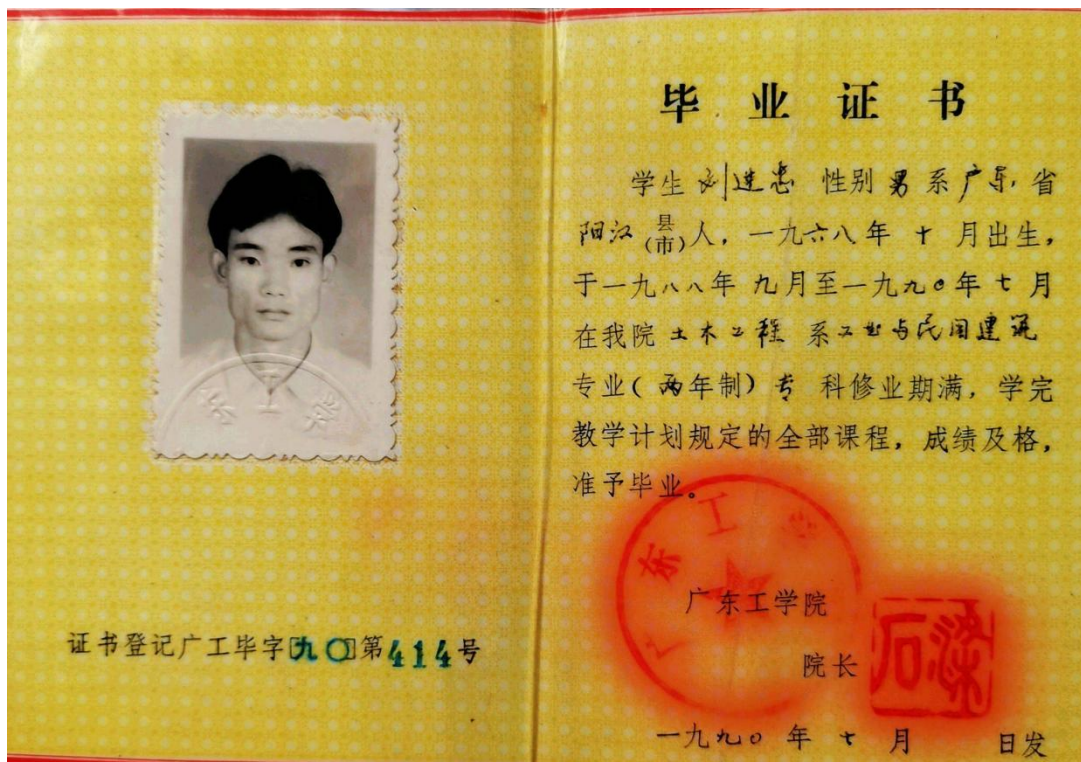 证书登记广工毕字〔九〇〕第414号
毕业证书
学生 刘进忠 性别 男 系 广东 省
阳江 县(市)人，一九六八年 十 月出生，
于一九八八年 九月至一九九〇年 七 月
在我院 土木工程 系 工业与民用建筑
专业（两年制）专 科修业期满，学完
教学计划规定的全部课程，成绩及格，
准予毕业。
广东工学
广东工学院
院长
石梁
一九九〇 年 七 月 日发